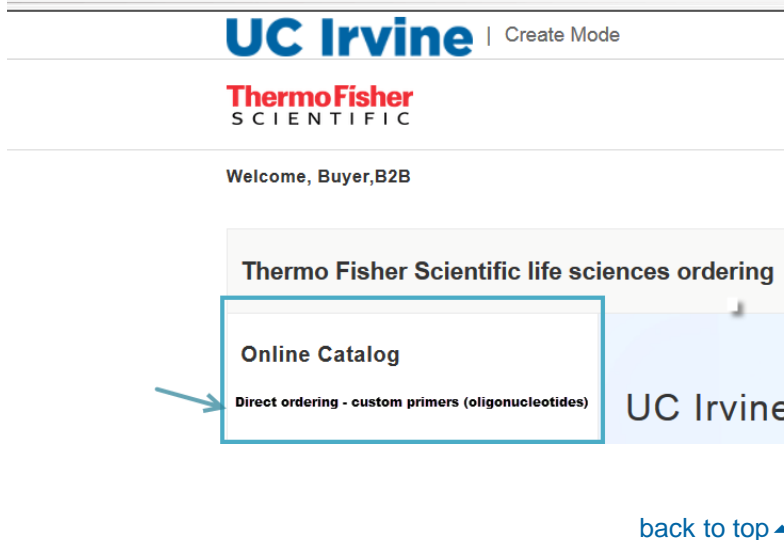 UC Irvine | Create Mode
ThermoFisher
SCIENTIFIC
Welcome, Buyer,B2B
Thermo Fisher Scientific life sciences ordering
Online Catalog
Direct ordering - custom primers (oligonucleotides)
UC Irvine
back to top